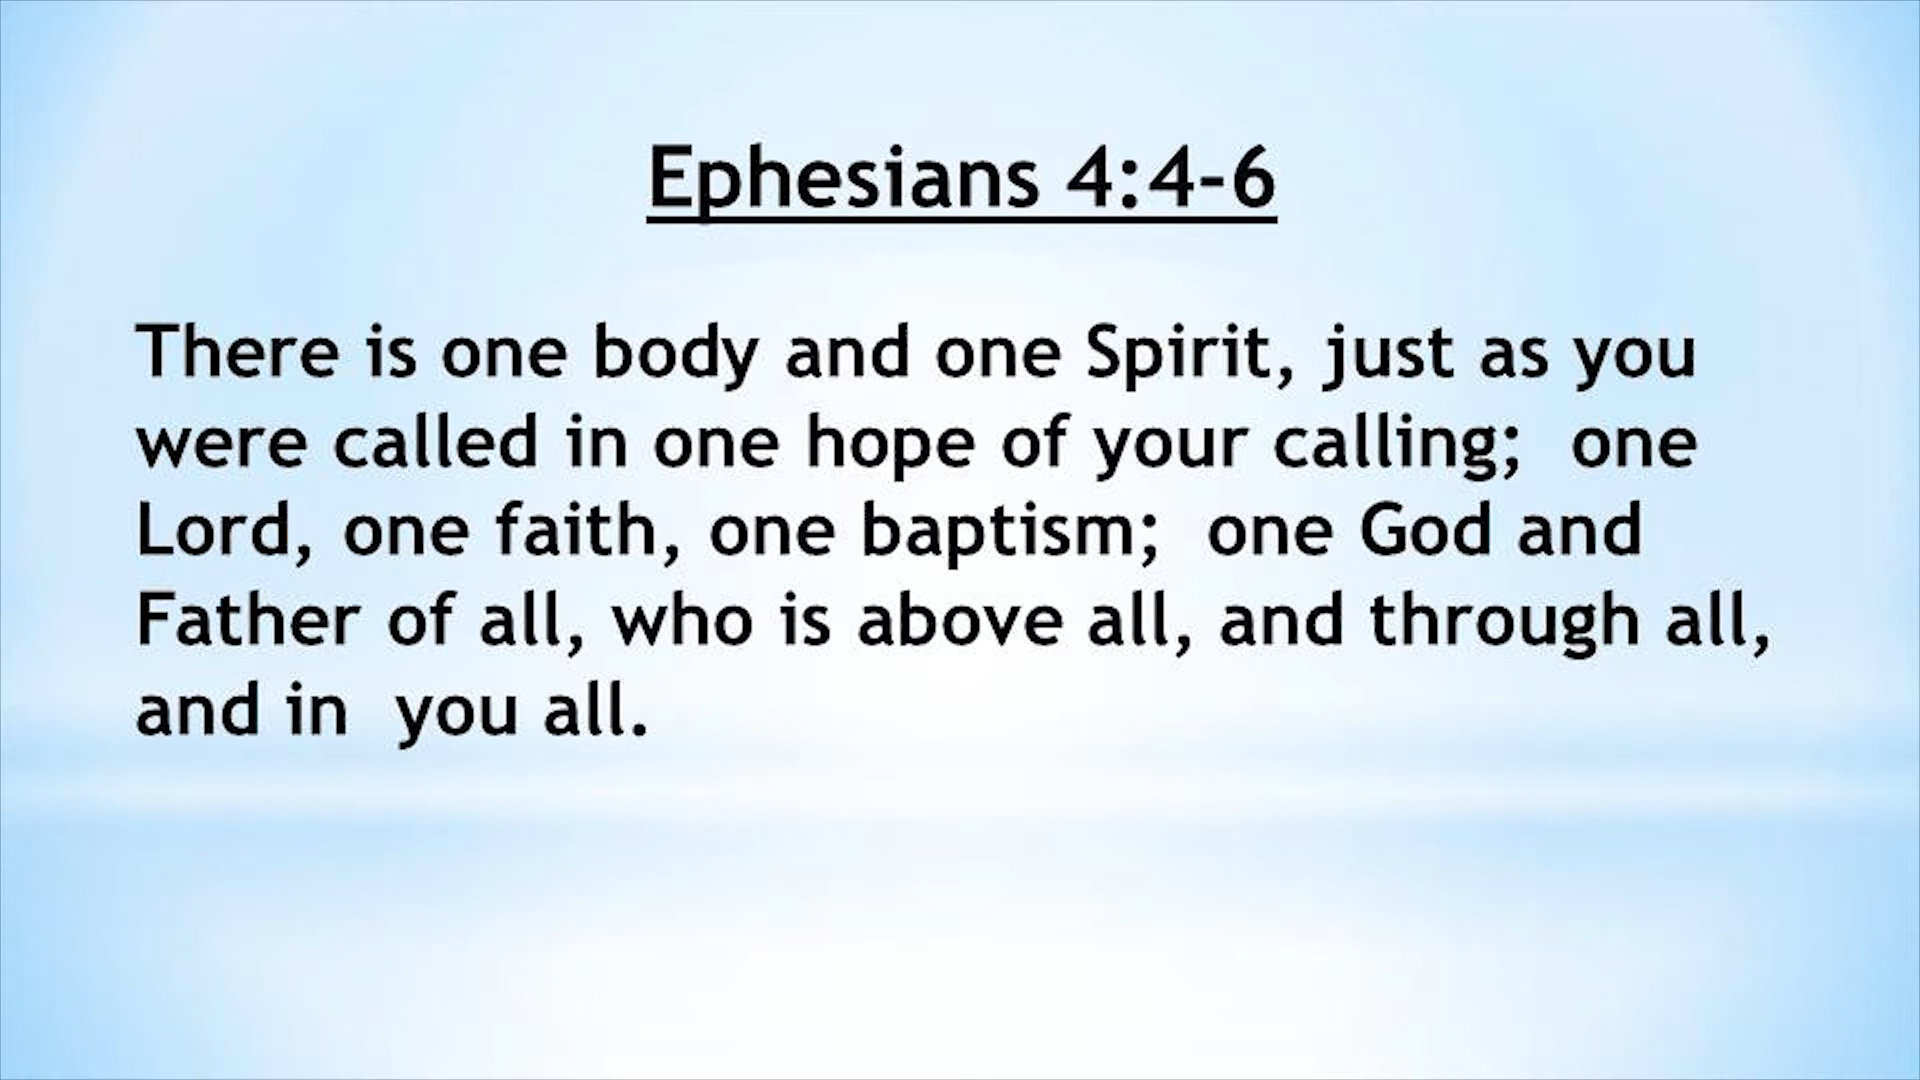 Ephesians 4:4-6
There is one body and one Spirit, just as you
were called in one hope of your calling;  one
Lord, one faith, one baptism;  one God and
Father of all, who is above all, and through all,
and in  you all.